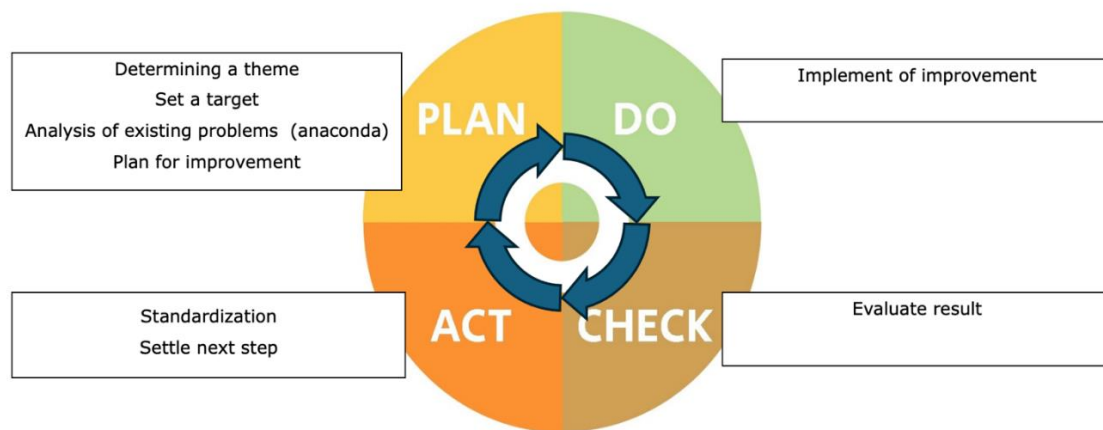 Determining a theme
Set a target
Analysis of existing problems (anaconda)
Plan for improvement
PLAN
DO
Implement of improvement
Standardization
Settle next step
ACT
CHECK
Evaluate result